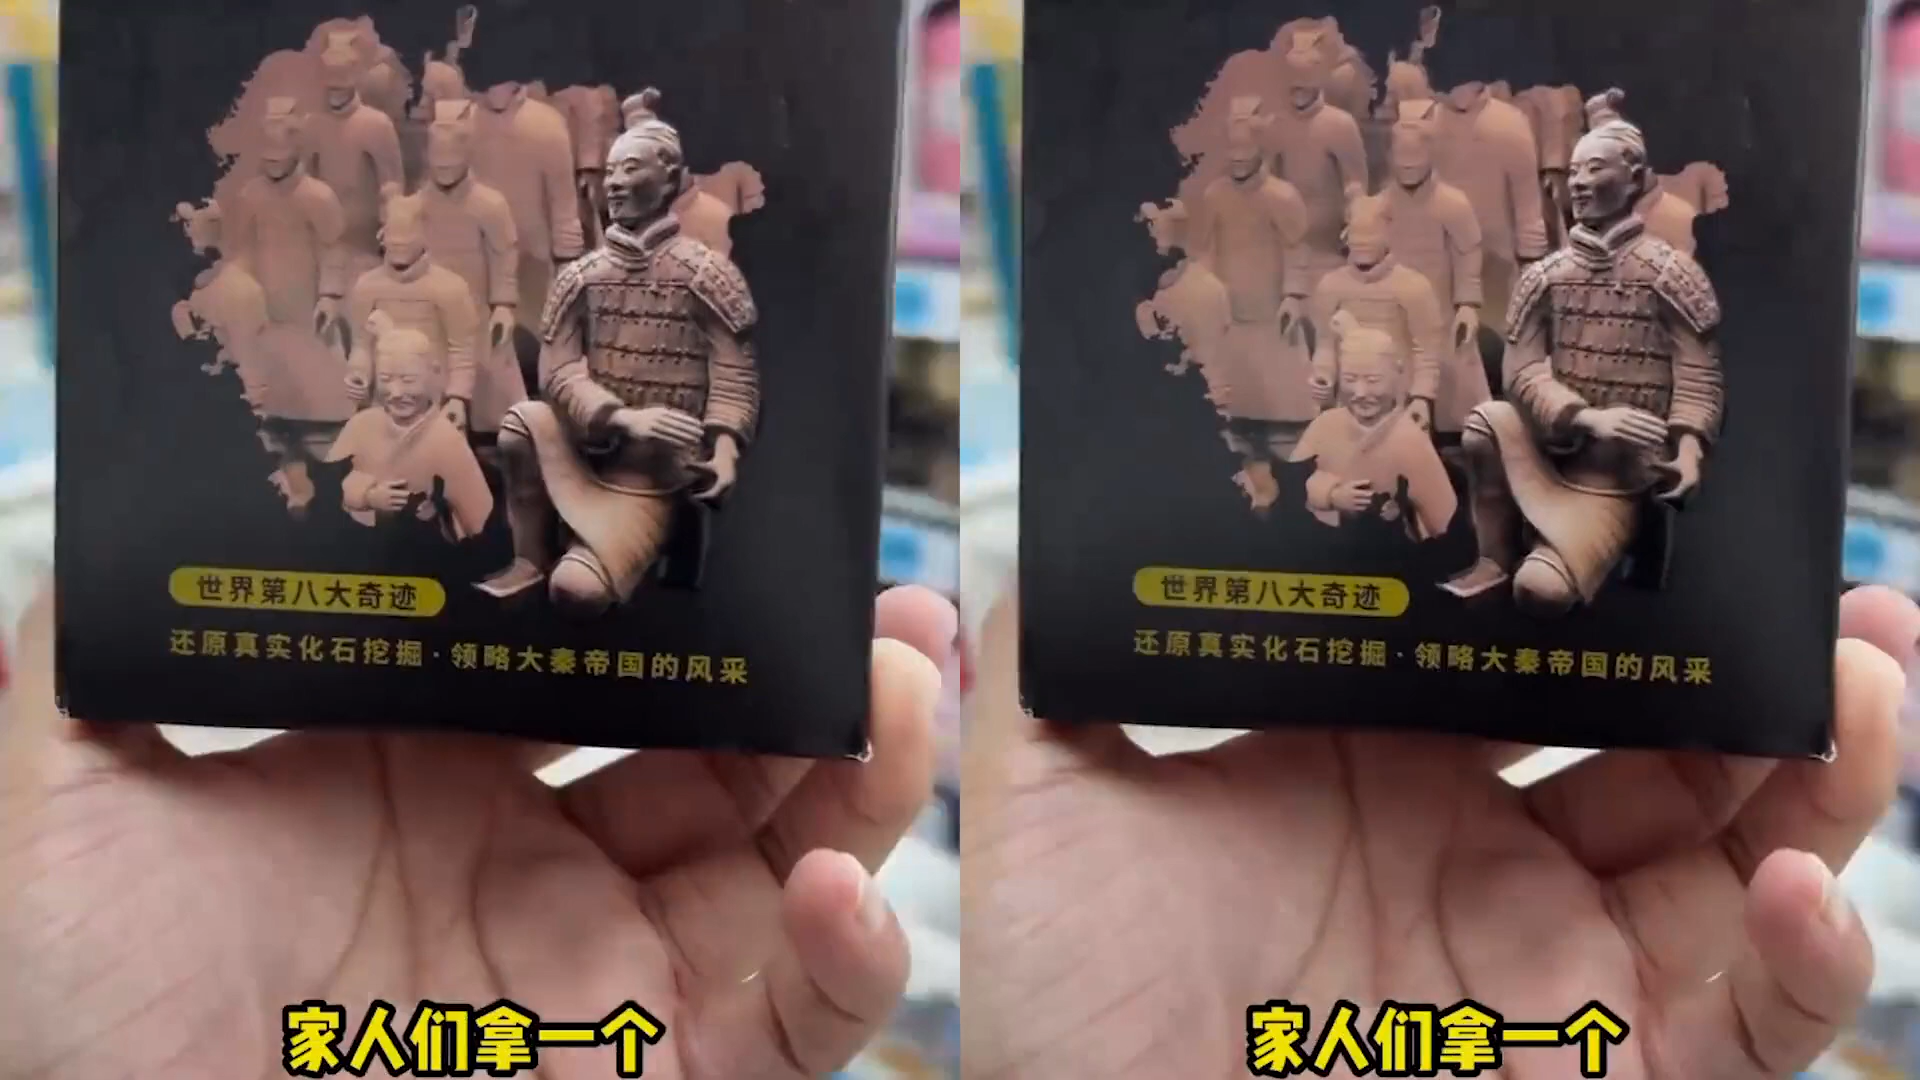 世界第八大奇迹
还原真实化石挖掘·领略大秦帝国的风采
家人们拿一个
世界第八大奇迹
还原真实化石挖掘·领略大秦帝国的风采
家人们拿一个